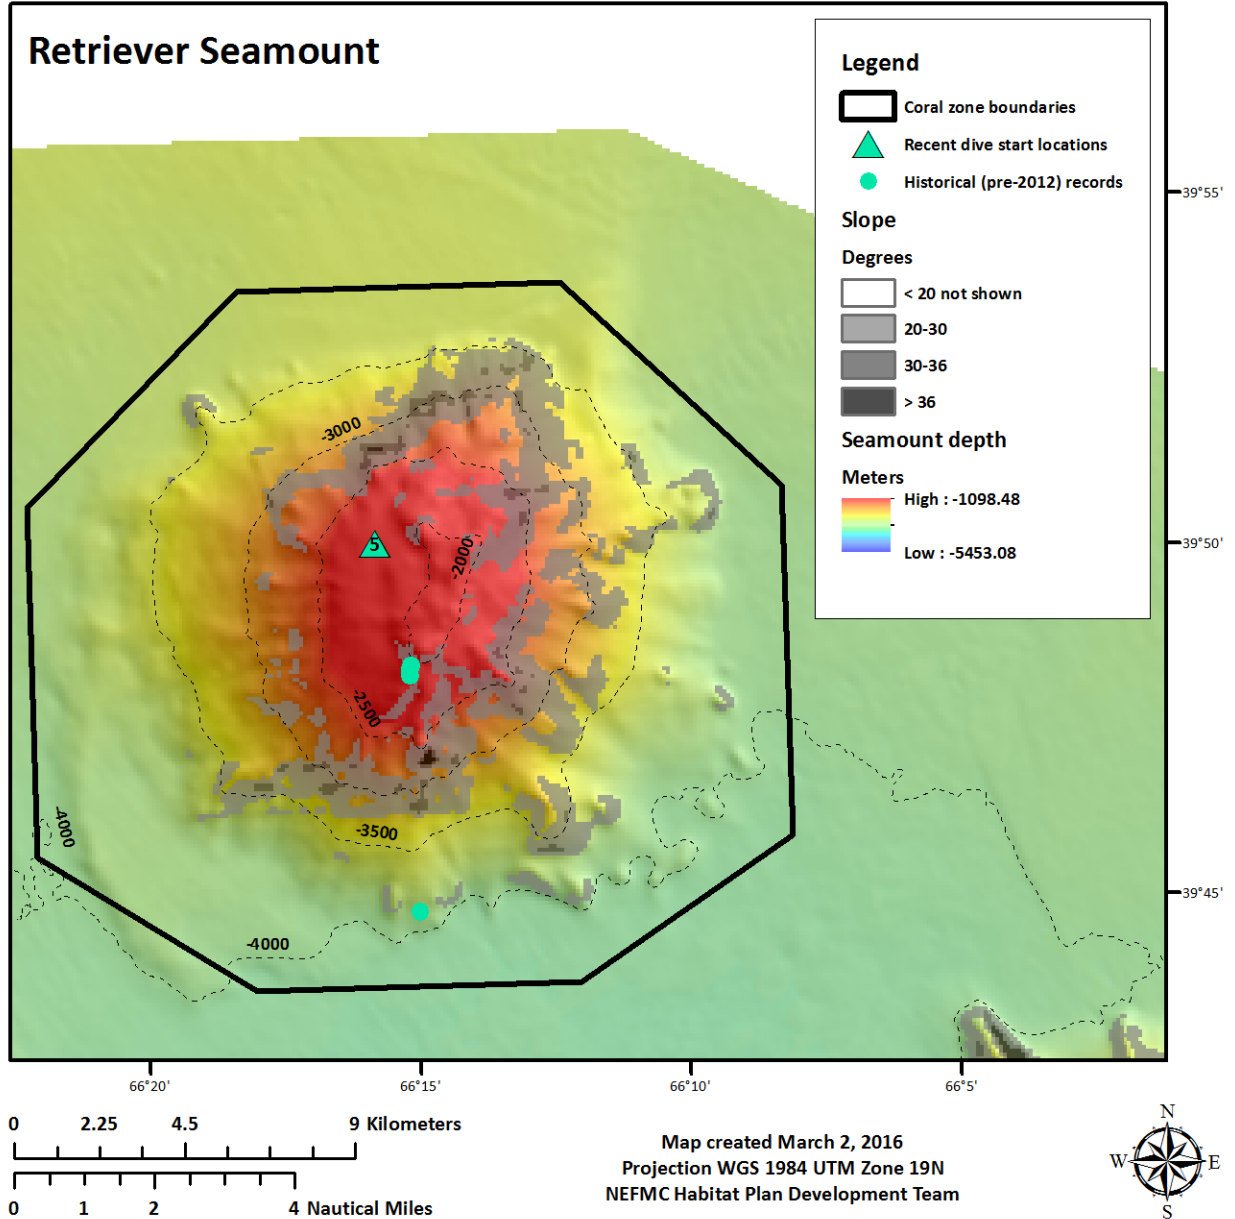 Retriever Seamount
Legend
Coral zone boundaries
Recent dive start locations
Historical (pre-2012) records
Slope
Degrees
< 20 not shown
20-30
30-36
> 36
Seamount depth
Meters
High : -1098.48
Low : -5453.08
39°55'
39°50'
39°45'
-3000
5
-2000
-2500
-3500
-4000
-4000
66°20'
66°15'
66°10'
66°5'
0 2.25 4.5 9 Kilometers
0 1 2 4 Nautical Miles
Map created March 2, 2016
Projection WGS 1984 UTM Zone 19N
NEFMC Habitat Plan Development Team
N
W E
S